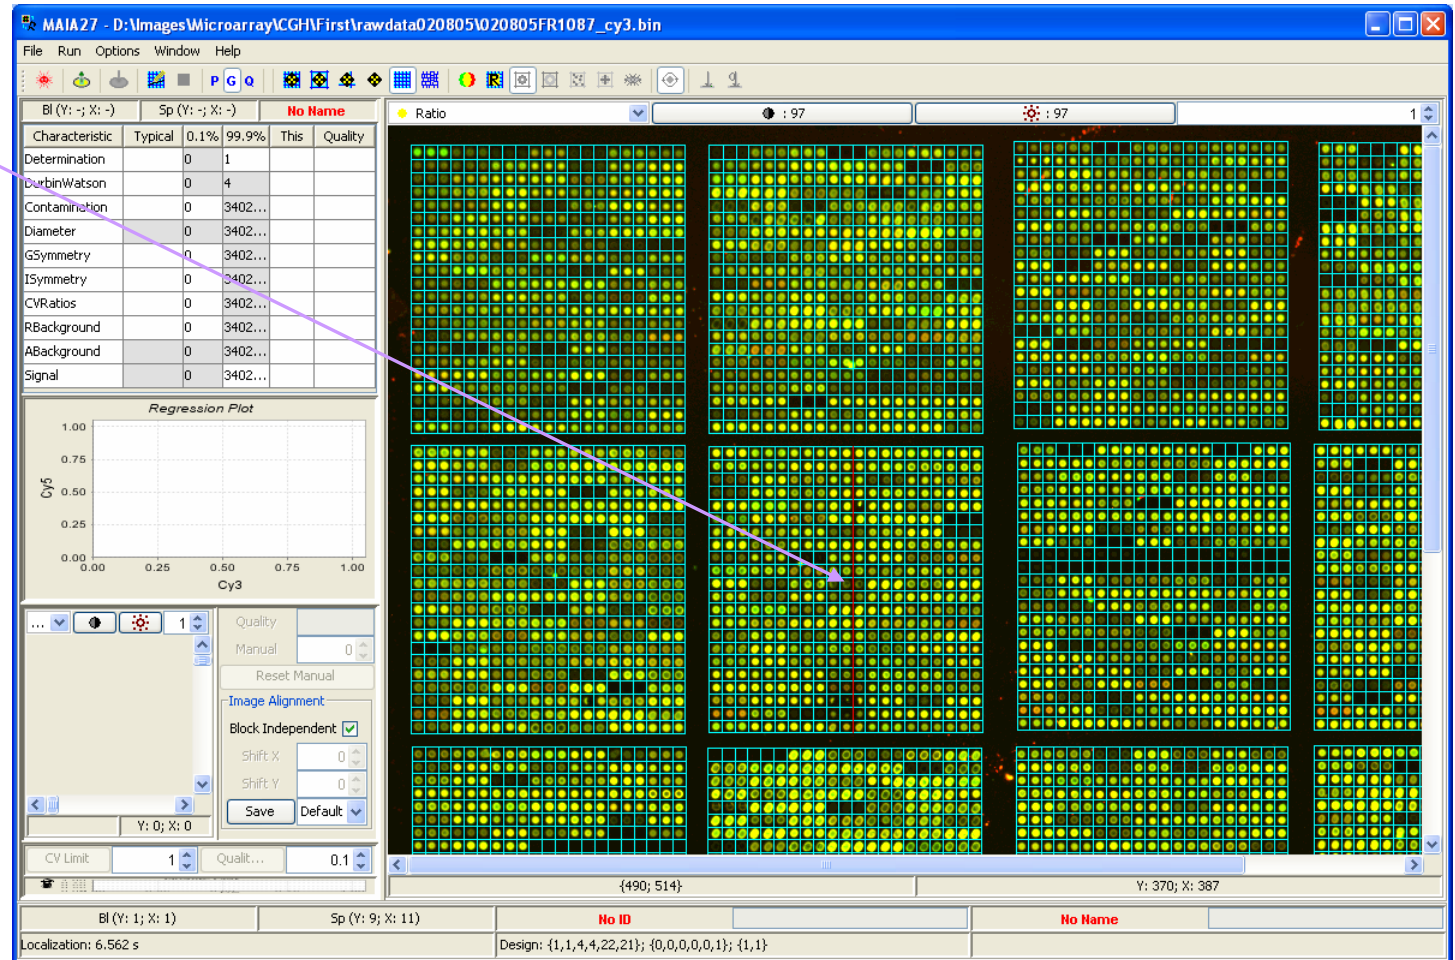 MAIA27 - D:\Images\Microarray\CGH\First\rawdata020805\020805FR1087_cy3.bin
File Run Options Window Help
P G Q
Bl (Y: -; X: -) Sp (Y: -; X: -) No Name
Ratio : 97 : 97 1
Characteristic Typical 0.1% 99.9% This Quality
Determination 0 1
DurbinWatson 0 4
Contamination 0 3402...
Diameter 0 3402...
GSymmetry 0 3402...
ISymmetry 0 3402...
CVRatios 0 3402...
RBackground 0 3402...
ABackground 0 3402...
Signal 0 3402...
Regression Plot
1.00
0.75
0.50
0.25
0.00
Cy5
0.00 0.25 0.50 0.75 1.00
Cy3
... 1
Quality
Manual 0
Reset Manual
Image Alignment
Block Independent
Shift X 0
Shift Y 0
Save Default
Y: 0; X: 0
CV Limit 1 Qualit... 0.1
{490; 514} Y: 370; X: 387
Bl (Y: 1; X: 1) Sp (Y: 9; X: 11) No ID No Name
Localization: 6.562 s Design: {1,1,4,4,22,21}; {0,0,0,0,0,1}; {1,1}